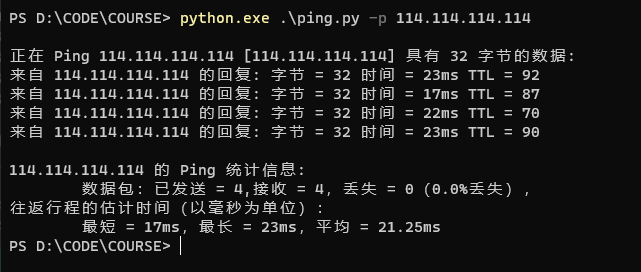 PS D:\CODE\COURSE> python.exe .\ping.py -p 114.114.114.114
正在 Ping 114.114.114.114 [114.114.114.114] 具有 32 字节的数据:
来自 114.114.114.114 的回复: 字节 = 32 时间 = 23ms TTL = 92
来自 114.114.114.114 的回复: 字节 = 32 时间 = 17ms TTL = 87
来自 114.114.114.114 的回复: 字节 = 32 时间 = 22ms TTL = 70
来自 114.114.114.114 的回复: 字节 = 32 时间 = 23ms TTL = 90
114.114.114.114 的 Ping 统计信息:
数据包: 已发送 = 4,接收 = 4, 丢失 = 0 (0.0%丢失) ,
往返行程的估计时间 (以毫秒为单位) :
最短 = 17ms, 最长 = 23ms, 平均 = 21.25ms
PS D:\CODE\COURSE>